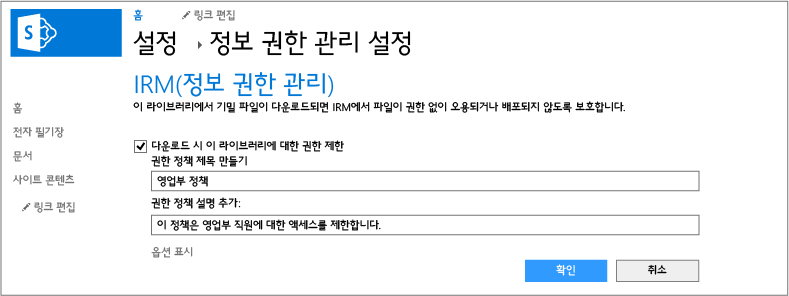 홈 링크 편집
설정 ▸ 정보 권한 관리 설정
IRM(정보 권한 관리)
이 라이브러리에서 기밀 파일이 다운로드되면 IRM에서 파일이 권한 없이 오용되거나 배포되지 않도록 보호합니다.
홈
전자 필기장
문서
사이트 콘텐츠
링크 편집
다운로드 시 이 라이브러리에 대한 권한 제한
권한 정책 제목 만들기
영업부 정책
권한 정책 설명 추가:
이 정책은 영업부 직원에 대한 액세스를 제한합니다.
옵션 표시
확인 취소
S